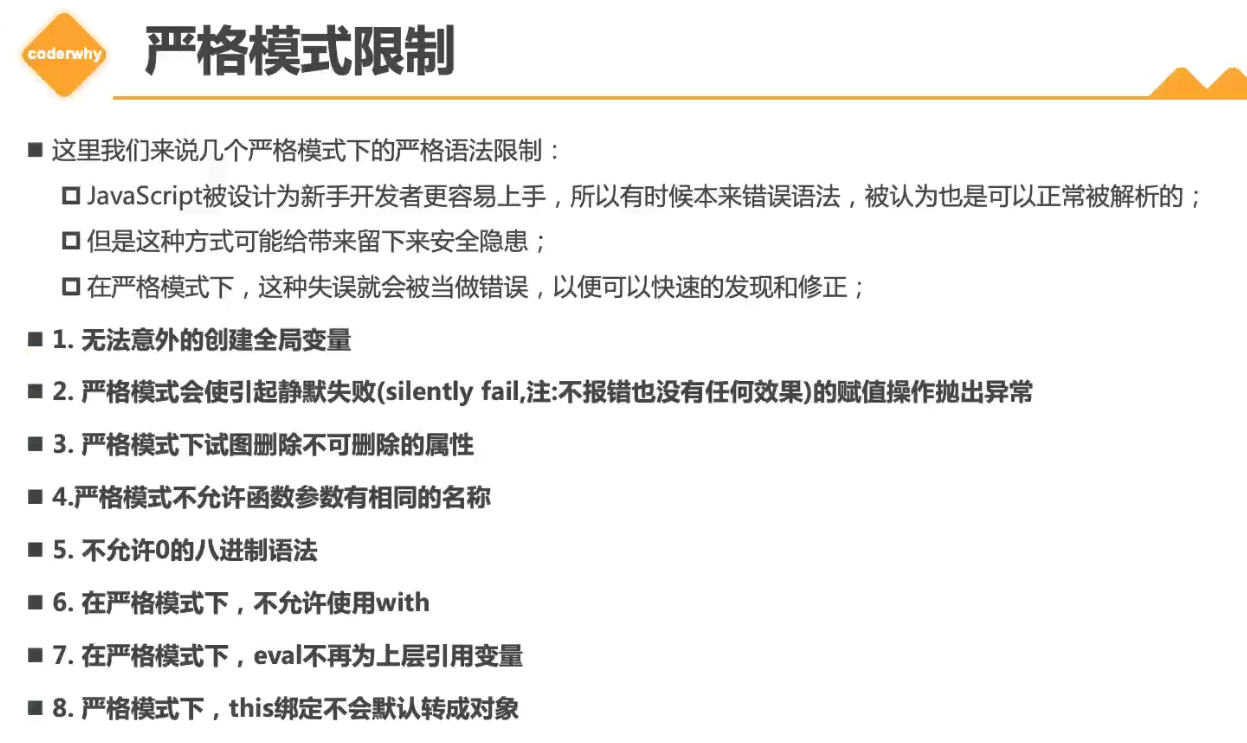 coderwhy
严格模式限制
这里我们来说几个严格模式下的严格语法限制：
JavaScript被设计为新手开发者更容易上手，所以有时候本来错误语法，被认为也是可以正常被解析的；
但是这种方式可能给带来留下来安全隐患；
在严格模式下，这种失误就会被当做错误，以便可以快速的发现和修正；
1. 无法意外的创建全局变量
2. 严格模式会使引起静默失败(silently fail,注:不报错也没有任何效果)的赋值操作抛出异常
3. 严格模式下试图删除不可删除的属性
4.严格模式不允许函数参数有相同的名称
5. 不允许0的八进制语法
6. 在严格模式下，不允许使用with
7. 在严格模式下，eval不再为上层引用变量
8. 严格模式下，this绑定不会默认转成对象